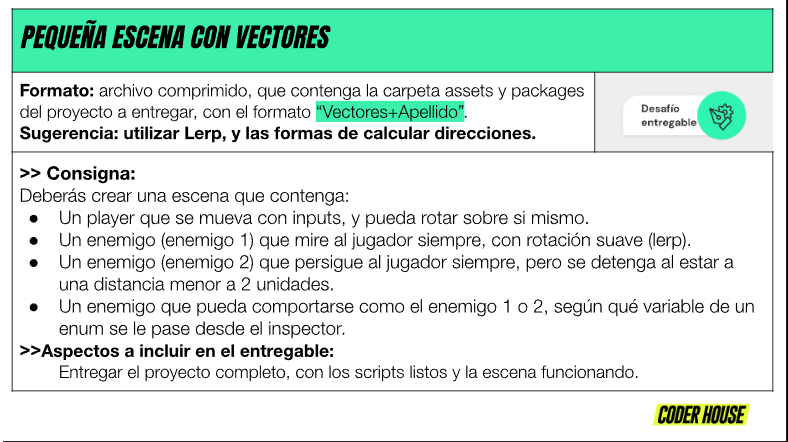 PEQUEÑA ESCENA CON VECTORES
Formato: archivo comprimido, que contenga la carpeta assets y packages
del proyecto a entregar, con el formato “Vectores+Apellido”.
Sugerencia: utilizar Lerp, y las formas de calcular direcciones.
Desafío
entregable
>> Consigna:
Deberás crear una escena que contenga:
● Un player que se mueva con inputs, y pueda rotar sobre si mismo.
● Un enemigo (enemigo 1) que mire al jugador siempre, con rotación suave (lerp).
● Un enemigo (enemigo 2) que persigue al jugador siempre, pero se detenga al estar a
una distancia menor a 2 unidades.
● Un enemigo que pueda comportarse como el enemigo 1 o 2, según qué variable de un
enum se le pase desde el inspector.
>>Aspectos a incluir en el entregable:
Entregar el proyecto completo, con los scripts listos y la escena funcionando.
CODER HOUSE